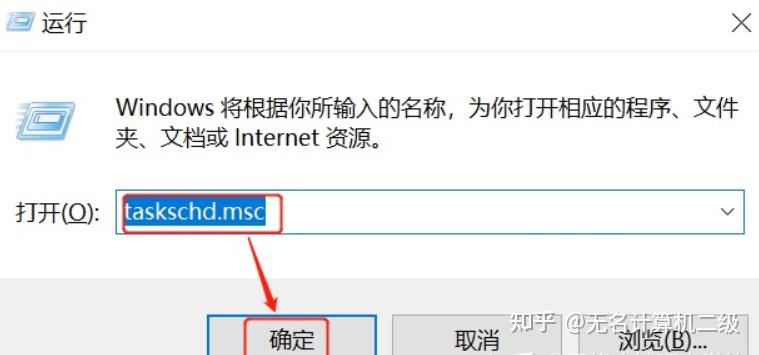 运行
Windows 将根据你所输入的名称，为你打开相应的程序、文件
夹、文档或 Internet 资源。
打开(O): taskschd.msc
确定 取消 浏览(B)...
知乎 @无名计算机二级